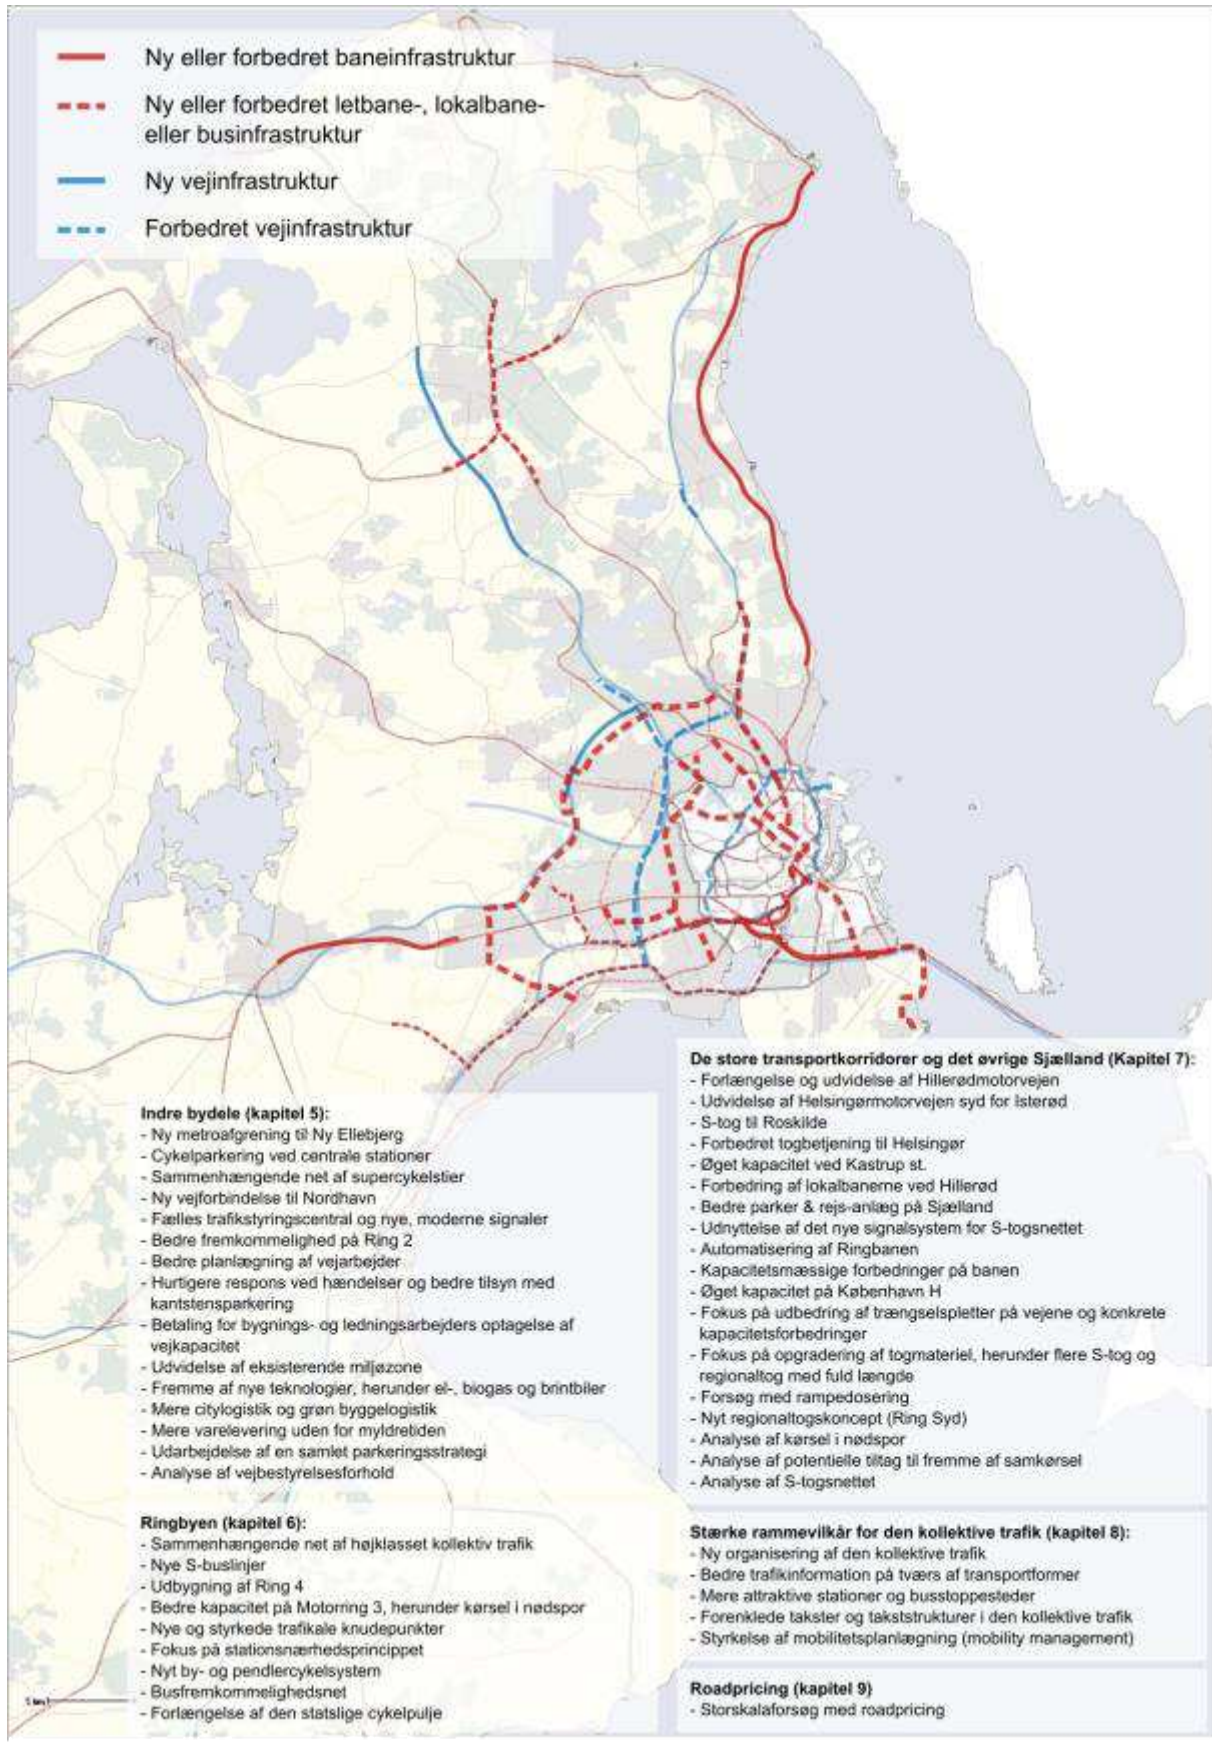 Ny eller forbedret baneinfrastruktur
Ny eller forbedret letbane-, lokalbane-
eller businfrastruktur
Ny vejinfrastruktur
Forbedret vejinfrastruktur
Indre bydele (kapitel 5):
- Ny metroafgrening til Ny Ellebjerg
- Cykelparkering ved centrale stationer
- Sammenhængende net af supercykelstier
- Ny vejforbindelse til Nordhavn
- Fælles trafikstyringscentral og nye, moderne signaler
- Bedre fremkommelighed på Ring 2
- Bedre planlægning af vejarbejder
- Hurtigere respons ved hændelser og bedre tilsyn med
kantstensparkering
- Betaling for bygnings- og ledningsarbejders optagelse af
vejkapacitet
- Udvidelse af eksisterende miljøzone
- Fremme af nye teknologier, herunder el-, biogas og brintbiler
- Mere citylogistik og grøn byggelogistik
- Mere varelevering uden for myldretiden
- Udarbejdelse af en samlet parkeringsstrategi
- Analyse af vejbestyrelsesforhold
Ringbyen (kapitel 6):
- Sammenhængende net af højklasset kollektiv trafik
- Nye S-buslinjer
- Udbygning af Ring 4
- Bedre kapacitet på Motorring 3, herunder kørsel i nødspor
- Nye og styrkede trafikale knudepunkter
- Fokus på stationsnærhedsprincippet
- Nyt by- og pendlercykelsystem
- Busfremkommelighedsnet
- Forlængelse af den statslige cykelpulje
De store transportkorridorer og det øvrige Sjælland (Kapitel 7):
- Forlængelse og udvidelse af Hillerødmotorvejen
- Udvidelse af Helsingørmotorvejen syd for Isterød
- S-tog til Roskilde
- Forbedret togbetjening til Helsingør
- Øget kapacitet ved Kastrup st.
- Forbedring af lokalbanerne ved Hillerød
- Bedre parker & rejs-anlæg på Sjælland
- Udnyttelse af det nye signalsystem for S-togsnettet
- Automatisering af Ringbanen
- Kapacitetsmæssige forbedringer på banen
- Øget kapacitet på København H
- Fokus på udbedring af trængselspletter på vejene og konkrete
kapacitetsforbedringer
- Fokus på opgradering af togmateriel, herunder flere S-tog og
regionaltog med fuld længde
- Forsøg med rampedosering
- Nyt regionaltogskoncept (Ring Syd)
- Analyse af kørsel i nødspor
- Analyse af potentielle tiltag til fremme af samkørsel
- Analyse af S-togsnettet
Stærke rammevilkår for den kollektive trafik (kapitel 8):
- Ny organisering af den kollektive trafik
- Bedre trafikinformation på tværs af transportformer
- Mere attraktive stationer og busstoppesteder
- Forenklede takster og takststrukturer i den kollektive trafik
- Styrkelse af mobilitetsplanlægning (mobility management)
Roadpricing (kapitel 9)
- Storskalaforsøg med roadpricing